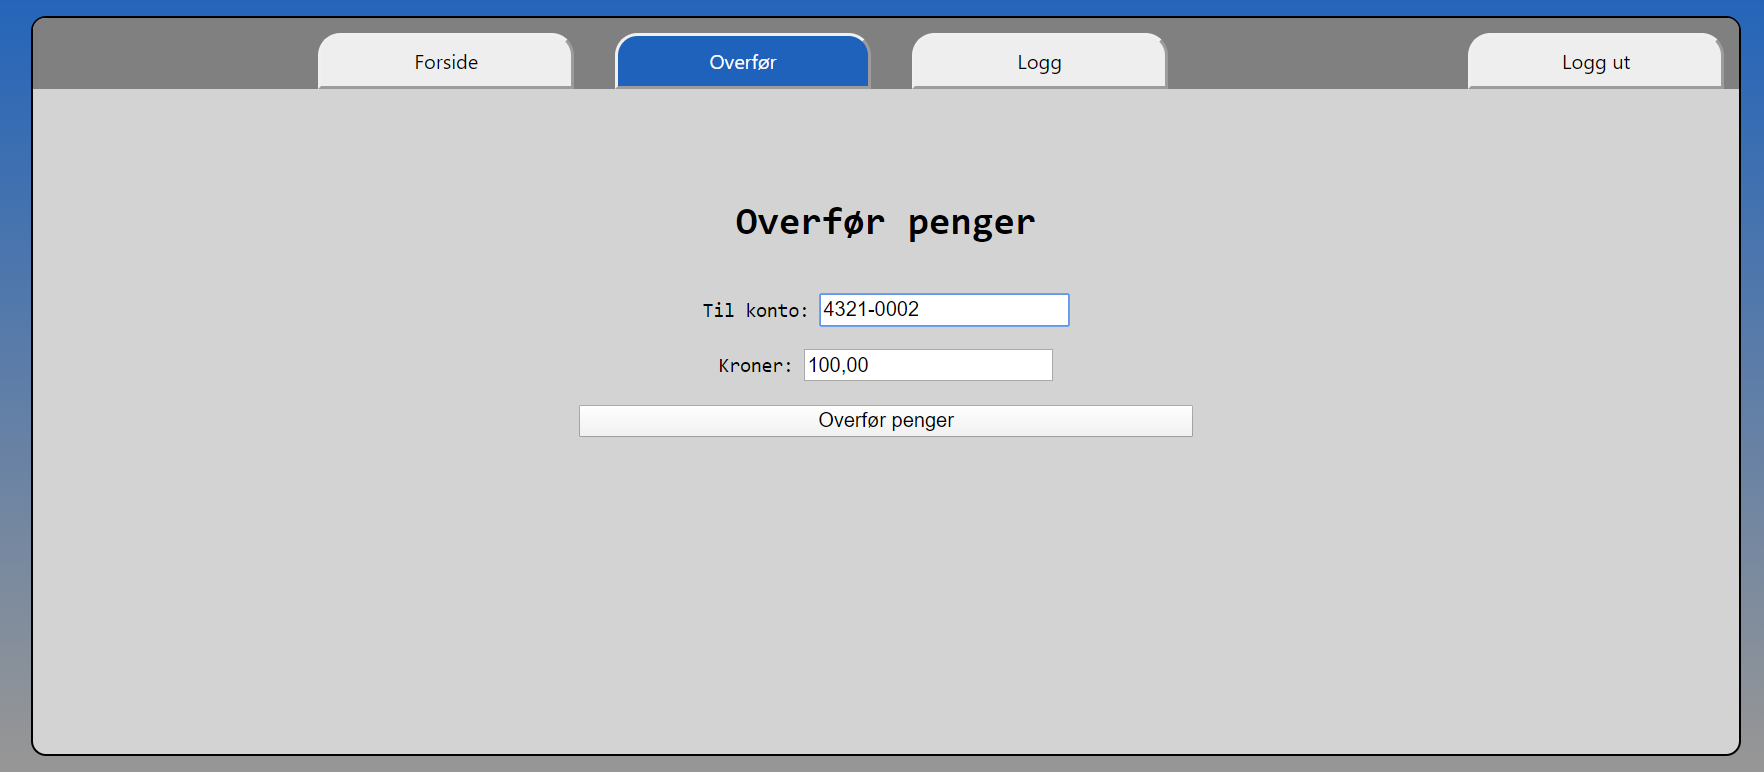 Forside Overfør Logg Logg ut
Overfør penger
Til konto: 4321-0002
Kroner: 100,00
Overfør penger